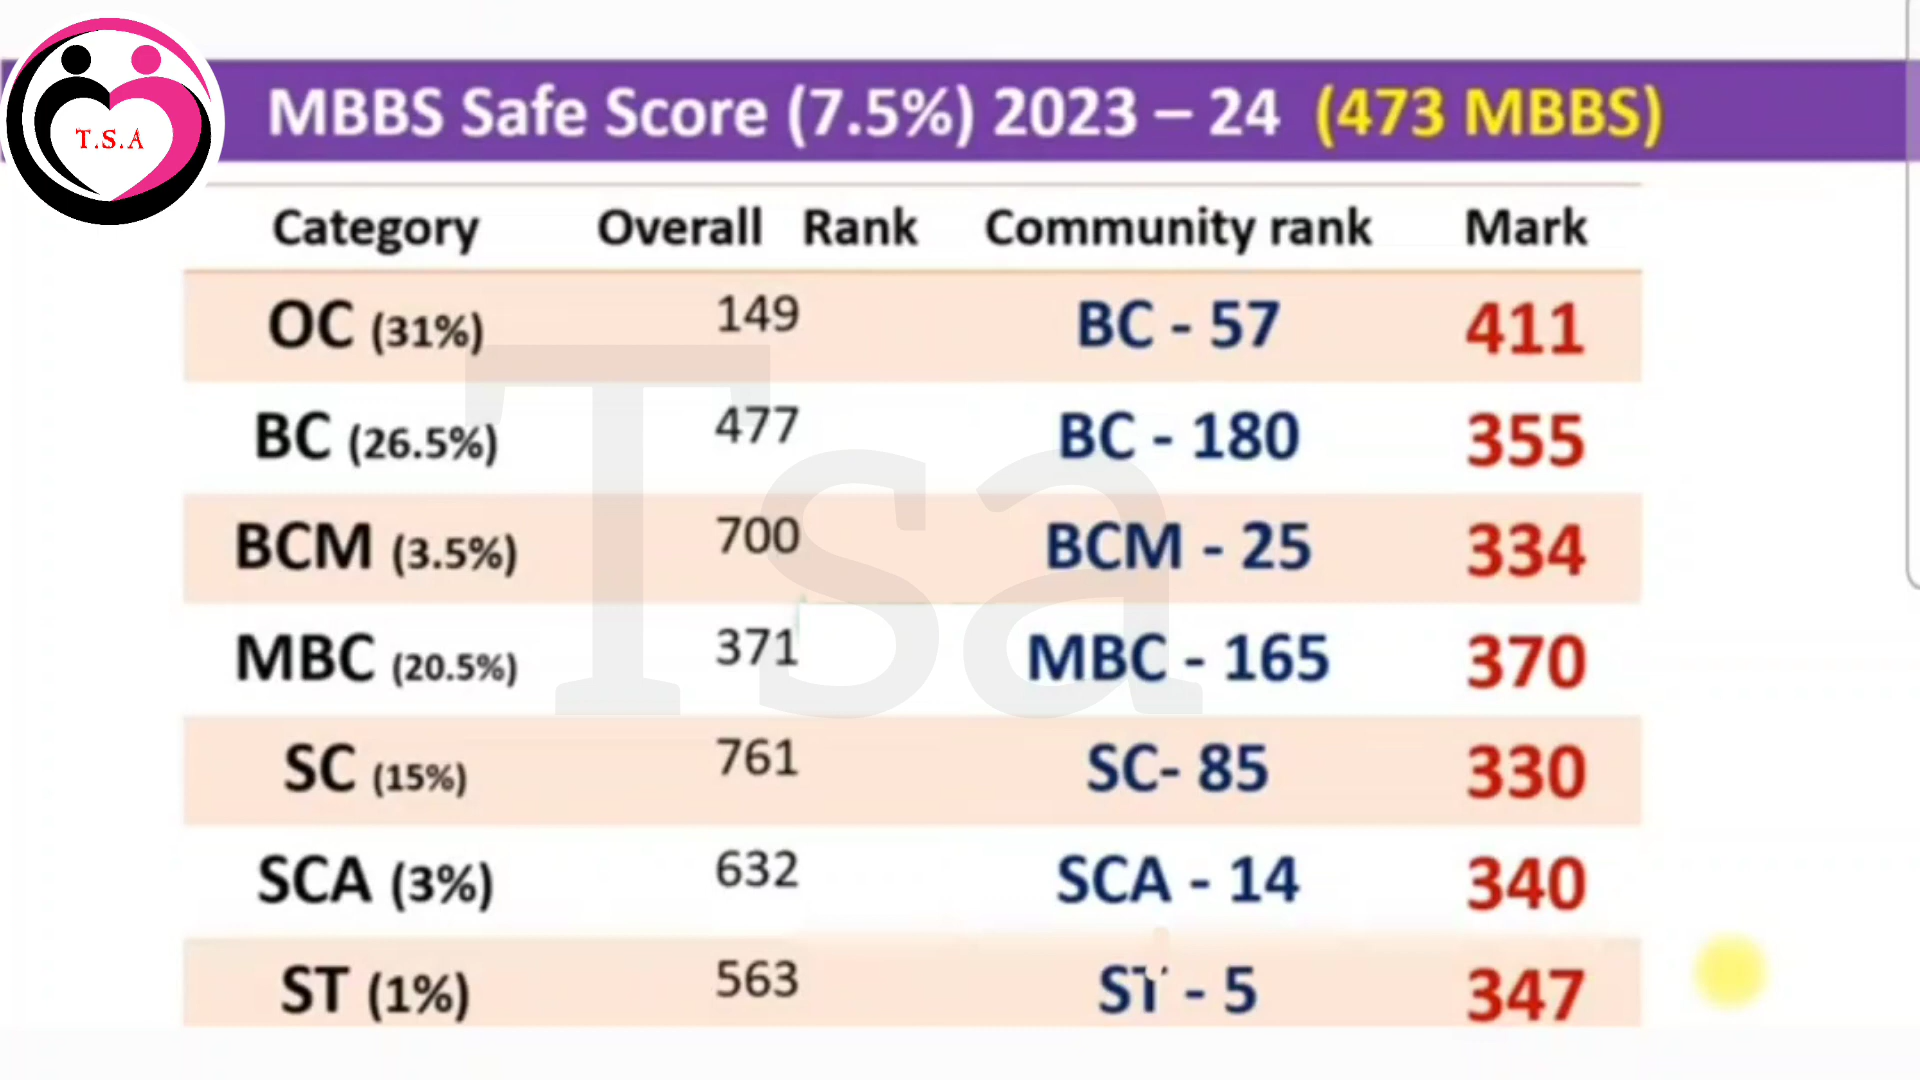 T.S.A
MBBS Safe Score (7.5%) 2023 – 24 (473 MBBS)
Category Overall Rank Community rank Mark
OC (31%) 149 BC - 57 411
BC (26.5%) 477 BC - 180 355
BCM (3.5%) 700 BCM - 25 334
MBC (20.5%) 371 MBC - 165 370
SC (15%) 761 SC- 85 330
SCA (3%) 632 SCA - 14 340
ST (1%) 563 ST - 5 347
Tsa